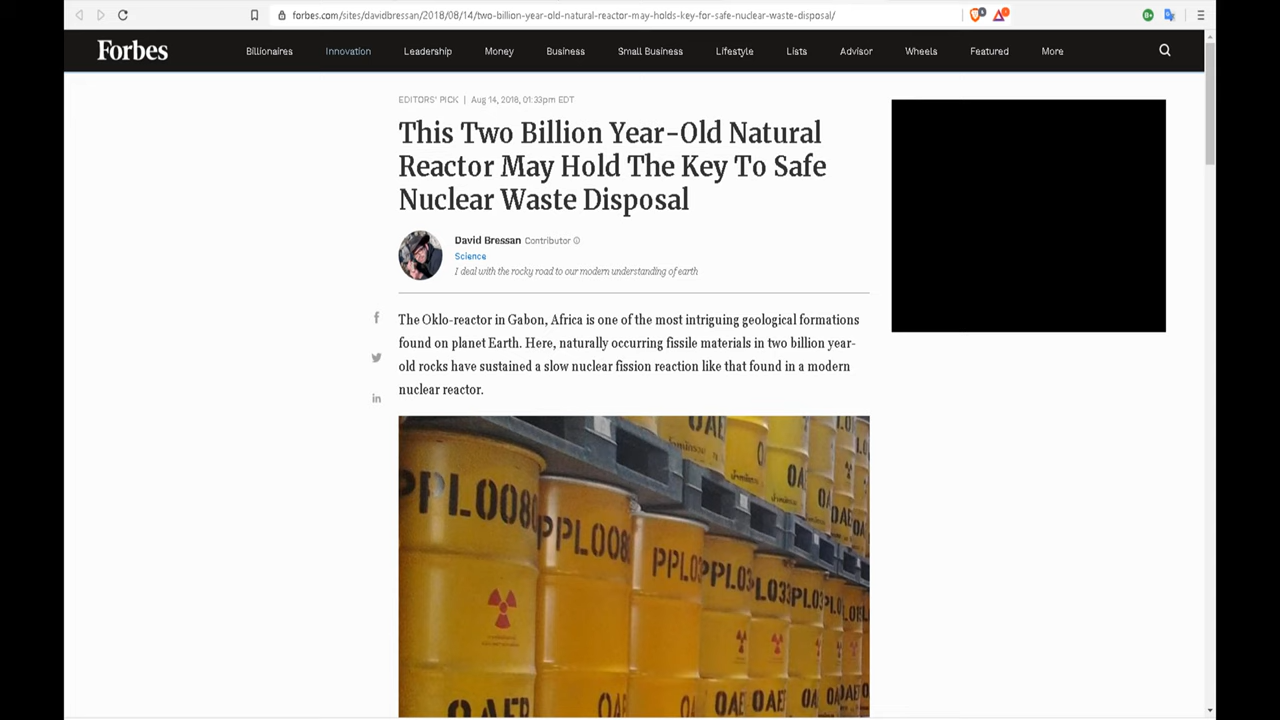 forbes.com/sites/davidbressan/2018/08/14/two-billion-year-old-natural-reactor-may-holds-key-for-safe-nuclear-waste-disposal/
Forbes
Billionaires Innovation Leadership Money Business Small Business Lifestyle Lists Advisor Wheels Featured More
EDITORS' PICK | Aug 14, 2018, 01:33pm EDT
This Two Billion Year-Old Natural
Reactor May Hold The Key To Safe
Nuclear Waste Disposal
David Bressan Contributor
Science
I deal with the rocky road to our modern understanding of earth
The Oklo-reactor in Gabon, Africa is one of the most intriguing geological formations
found on planet Earth. Here, naturally occurring fissile materials in two billion year-
old rocks have sustained a slow nuclear fission reaction like that found in a modern
nuclear reactor.
f
in
OAEP
PPL008
PPL008
PPL0
PPL03
L033
OAEP